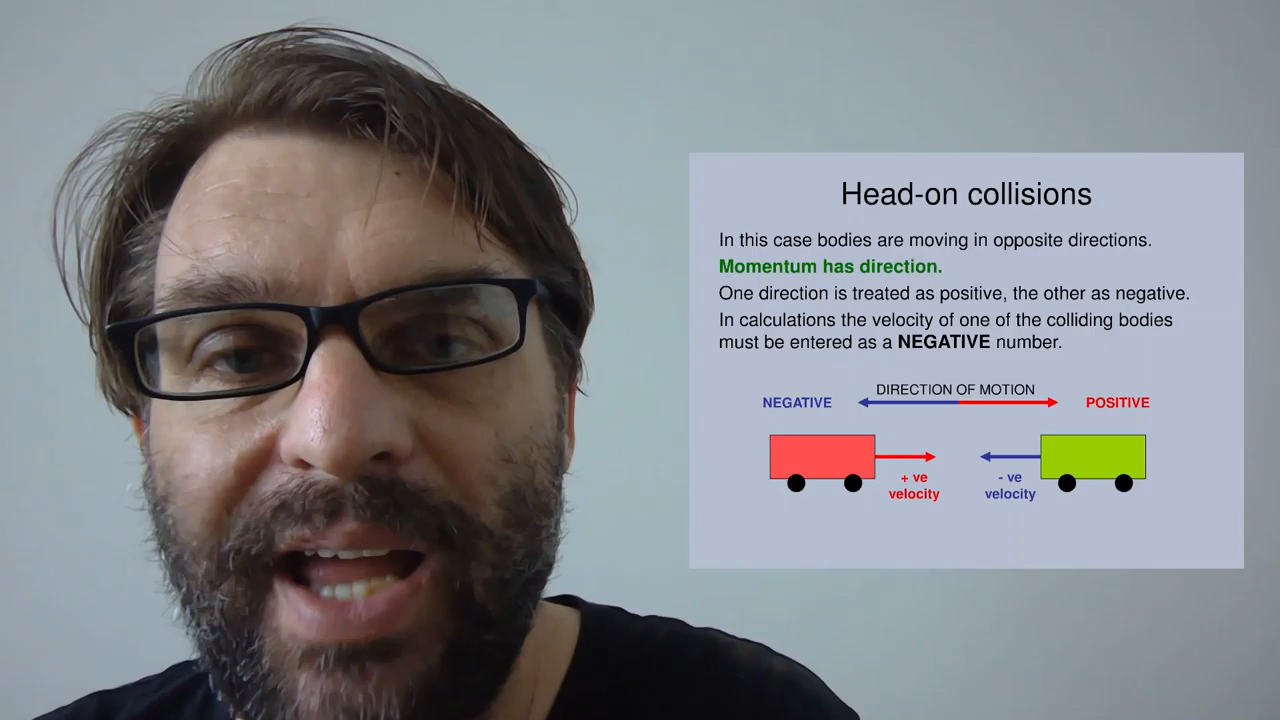 Head-on collisions
In this case bodies are moving in opposite directions.
Momentum has direction.
One direction is treated as positive, the other as negative.
In calculations the velocity of one of the colliding bodies
must be entered as a NEGATIVE number.
DIRECTION OF MOTION
NEGATIVE
POSITIVE
+ ve
velocity
- ve
velocity